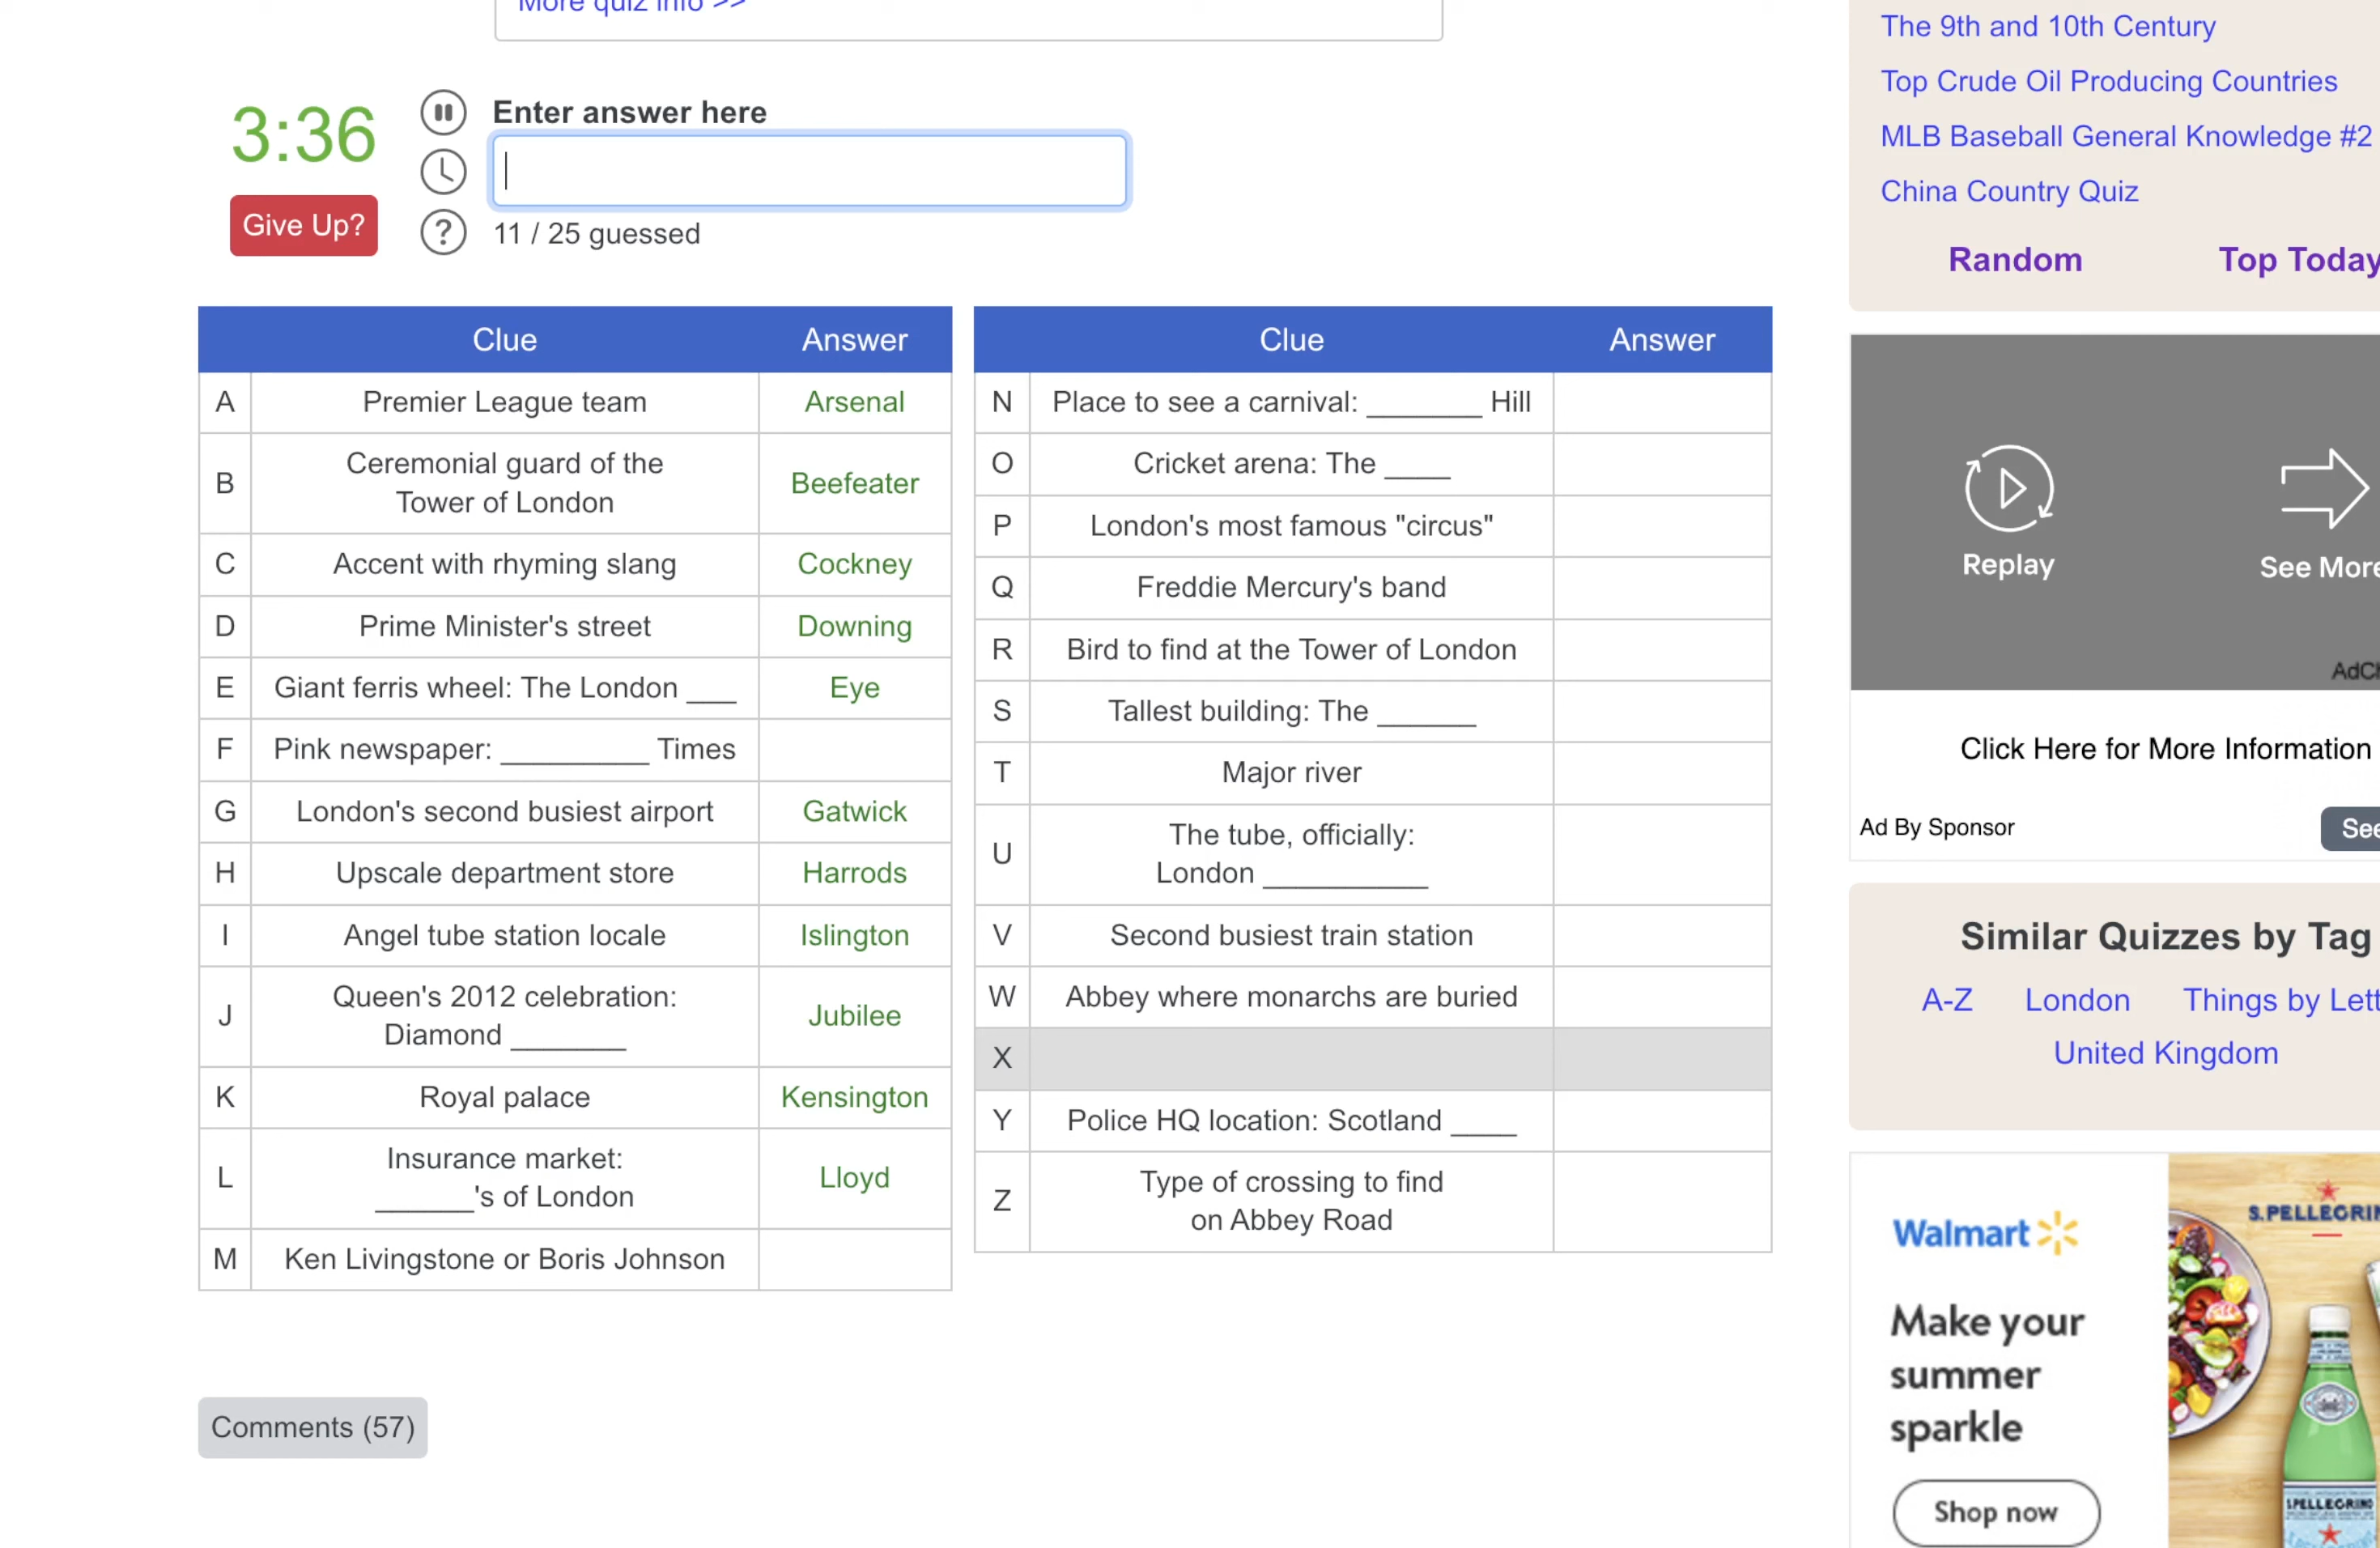 More quiz info >>
3:36
Enter answer here
Give Up?
11 / 25 guessed
Clue Answer
A Premier League team Arsenal
B Ceremonial guard of the
Tower of London Beefeater
C Accent with rhyming slang Cockney
D Prime Minister's street Downing
E Giant ferris wheel: The London ___ Eye
F Pink newspaper: _________ Times
G London's second busiest airport Gatwick
H Upscale department store Harrods
I Angel tube station locale Islington
J Queen's 2012 celebration:
Diamond _______ Jubilee
K Royal palace Kensington
L Insurance market:
______'s of London Lloyd
M Ken Livingstone or Boris Johnson
Clue Answer
N Place to see a carnival: _______ Hill
O Cricket arena: The ____
P London's most famous "circus"
Q Freddie Mercury's band
R Bird to find at the Tower of London
S Tallest building: The ______
T Major river
U The tube, officially:
London __________
V Second busiest train station
W Abbey where monarchs are buried
X
Y Police HQ location: Scotland ____
Z Type of crossing to find
on Abbey Road
Comments (57)
The 9th and 10th Century
Top Crude Oil Producing Countries
MLB Baseball General Knowledge #2
China Country Quiz
Random Top Today
Replay See More
AdCh
Click Here for More Information
Ad By Sponsor See
Similar Quizzes by Tag
A-Z London Things by Lett
United Kingdom
Walmart
Make your
summer
sparkle
Shop now
S.PELLEGRIN
S.PELLEGRINO